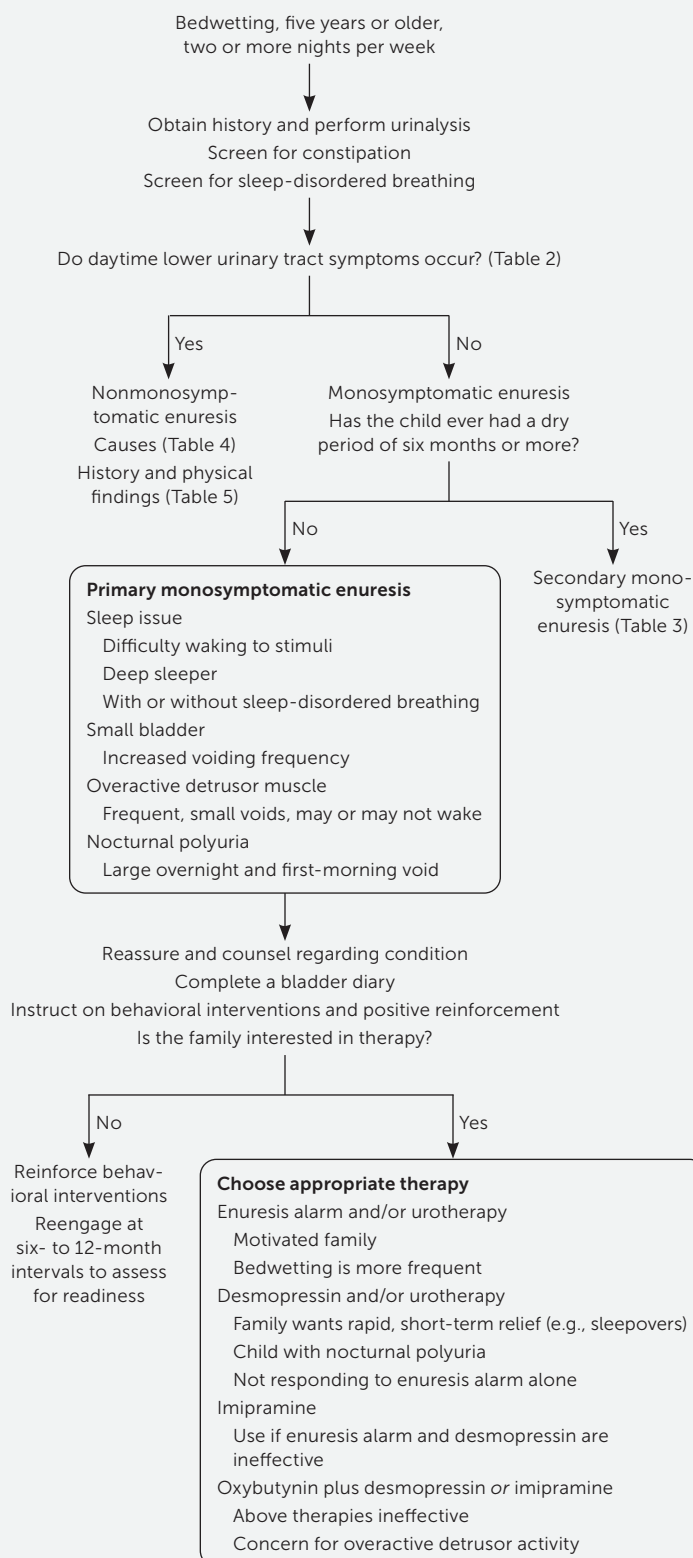 Bedwetting, five years or older,
two or more nights per week
Obtain history and perform urinalysis
Screen for constipation
Screen for sleep-disordered breathing
Do daytime lower urinary tract symptoms occur? (Table 2)
Yes
No
Nonmonosymp-
tomatic enuresis
Causes (Table 4)
History and physical
findings (Table 5)
Monosymptomatic enuresis
Has the child ever had a dry
period of six months or more?
No
Yes
Primary monosymptomatic enuresis
Sleep issue
Difficulty waking to stimuli
Deep sleeper
With or without sleep-disordered breathing
Small bladder
Increased voiding frequency
Overactive detrusor muscle
Frequent, small voids, may or may not wake
Nocturnal polyuria
Large overnight and first-morning void
Secondary mono-
symptomatic
enuresis (Table 3)
Reassure and counsel regarding condition
Complete a bladder diary
Instruct on behavioral interventions and positive reinforcement
Is the family interested in therapy?
No
Yes
Reinforce behav-
ioral interventions
Reengage at
six- to 12-month
intervals to assess
for readiness
Choose appropriate therapy
Enuresis alarm and/or urotherapy
Motivated family
Bedwetting is more frequent
Desmopressin and/or urotherapy
Family wants rapid, short-term relief (e.g., sleepovers)
Child with nocturnal polyuria
Not responding to enuresis alarm alone
Imipramine
Use if enuresis alarm and desmopressin are
ineffective
Oxybutynin plus desmopressin or imipramine
Above therapies ineffective
Concern for overactive detrusor activity